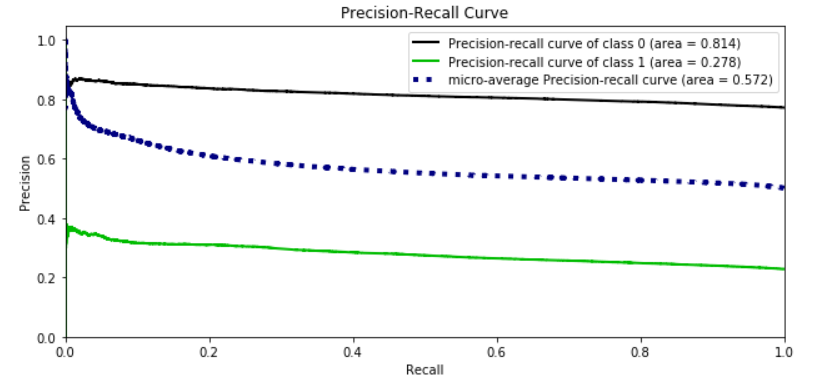 Precision-Recall Curve
Precision-recall curve of class 0 (area = 0.814)
Precision-recall curve of class 1 (area = 0.278)
micro-average Precision-recall curve (area = 0.572)
Precision
1.0
0.8
0.6
0.4
0.2
0.0
0.0 0.2 0.4 0.6 0.8 1.0
Recall